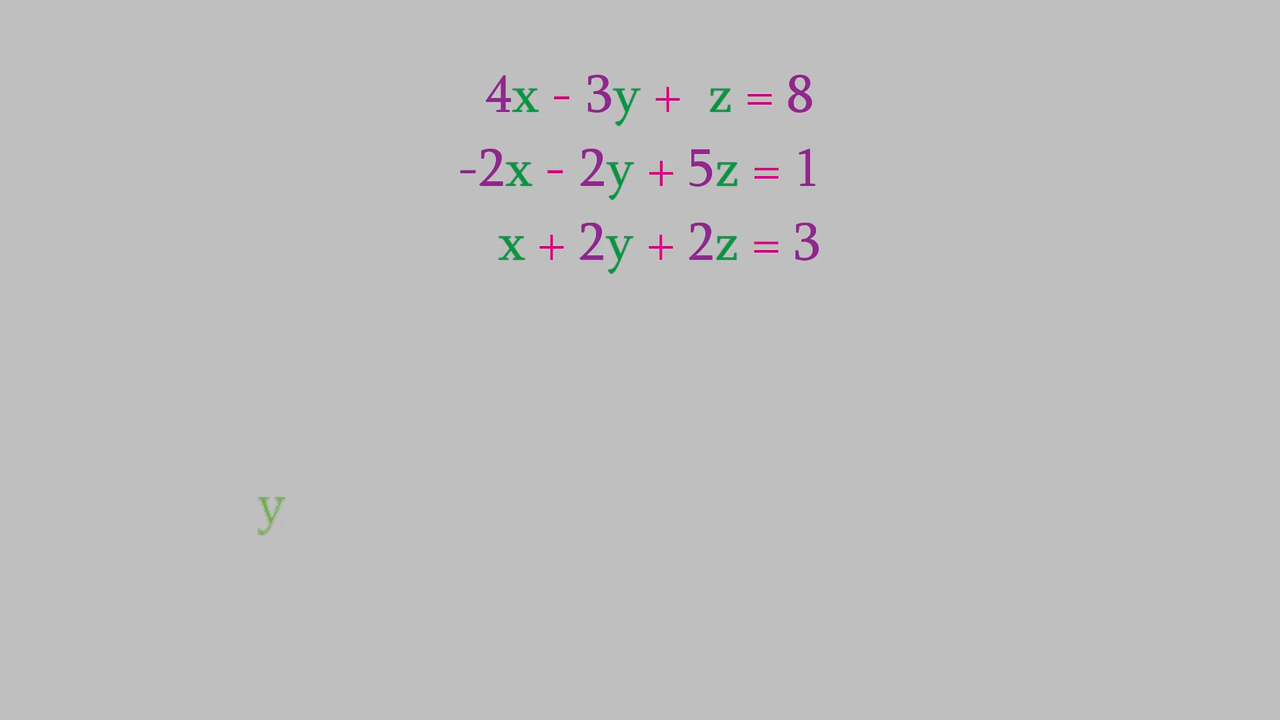 4x - 3y + z = 8
-2x - 2y + 5z = 1
x + 2y + 2z = 3
y